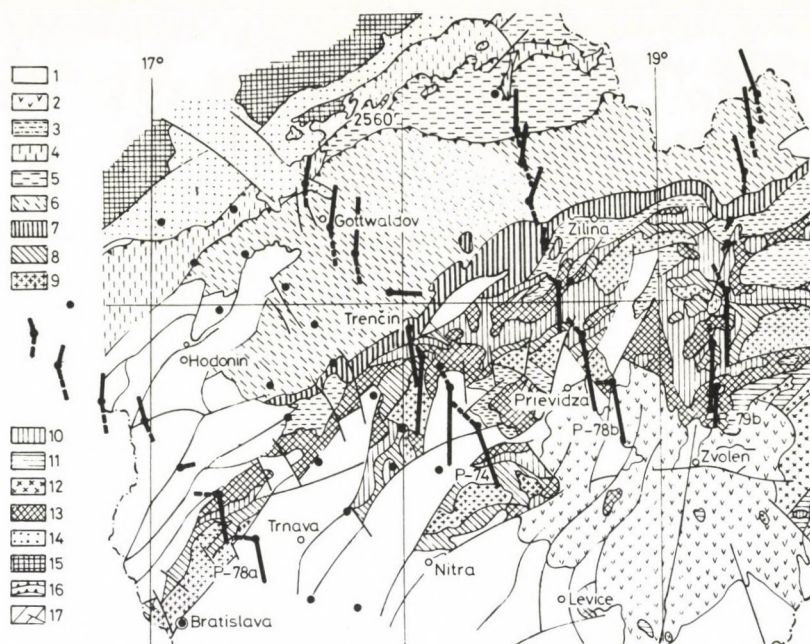 17°
19°
1
2
3
4
5
6
7
8
9
2560
Gottwaldov
Žilina
Trenčín
Hodonín
Prievidza
P-78b
79b
Zvolen
10
11
12
13
14
15
16
17
P-74
Trnava
P-78a
Nitra
Levice
Bratislava